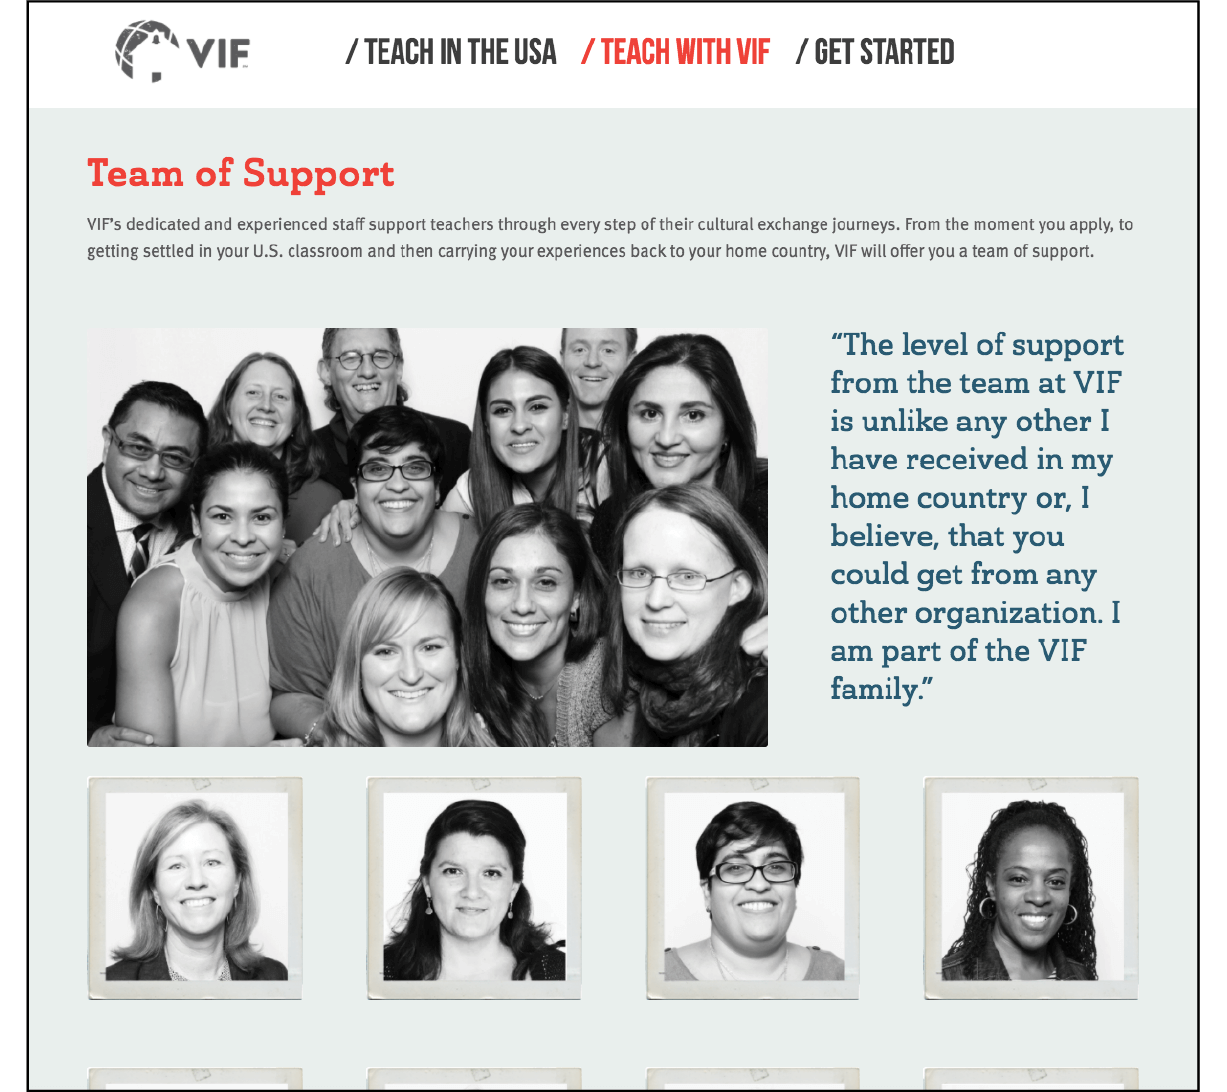 VIF
/ TEACH IN THE USA / TEACH WITH VIF / GET STARTED
Team of Support
VIF's dedicated and experienced staff support teachers through every step of their cultural exchange journeys. From the moment you apply, to
getting settled in your U.S. classroom and then carrying your experiences back to your home country, VIF will offer you a team of support.
“The level of support
from the team at VIF
is unlike any other I
have received in my
home country or, I
believe, that you
could get from any
other organization. I
am part of the VIF
family.”